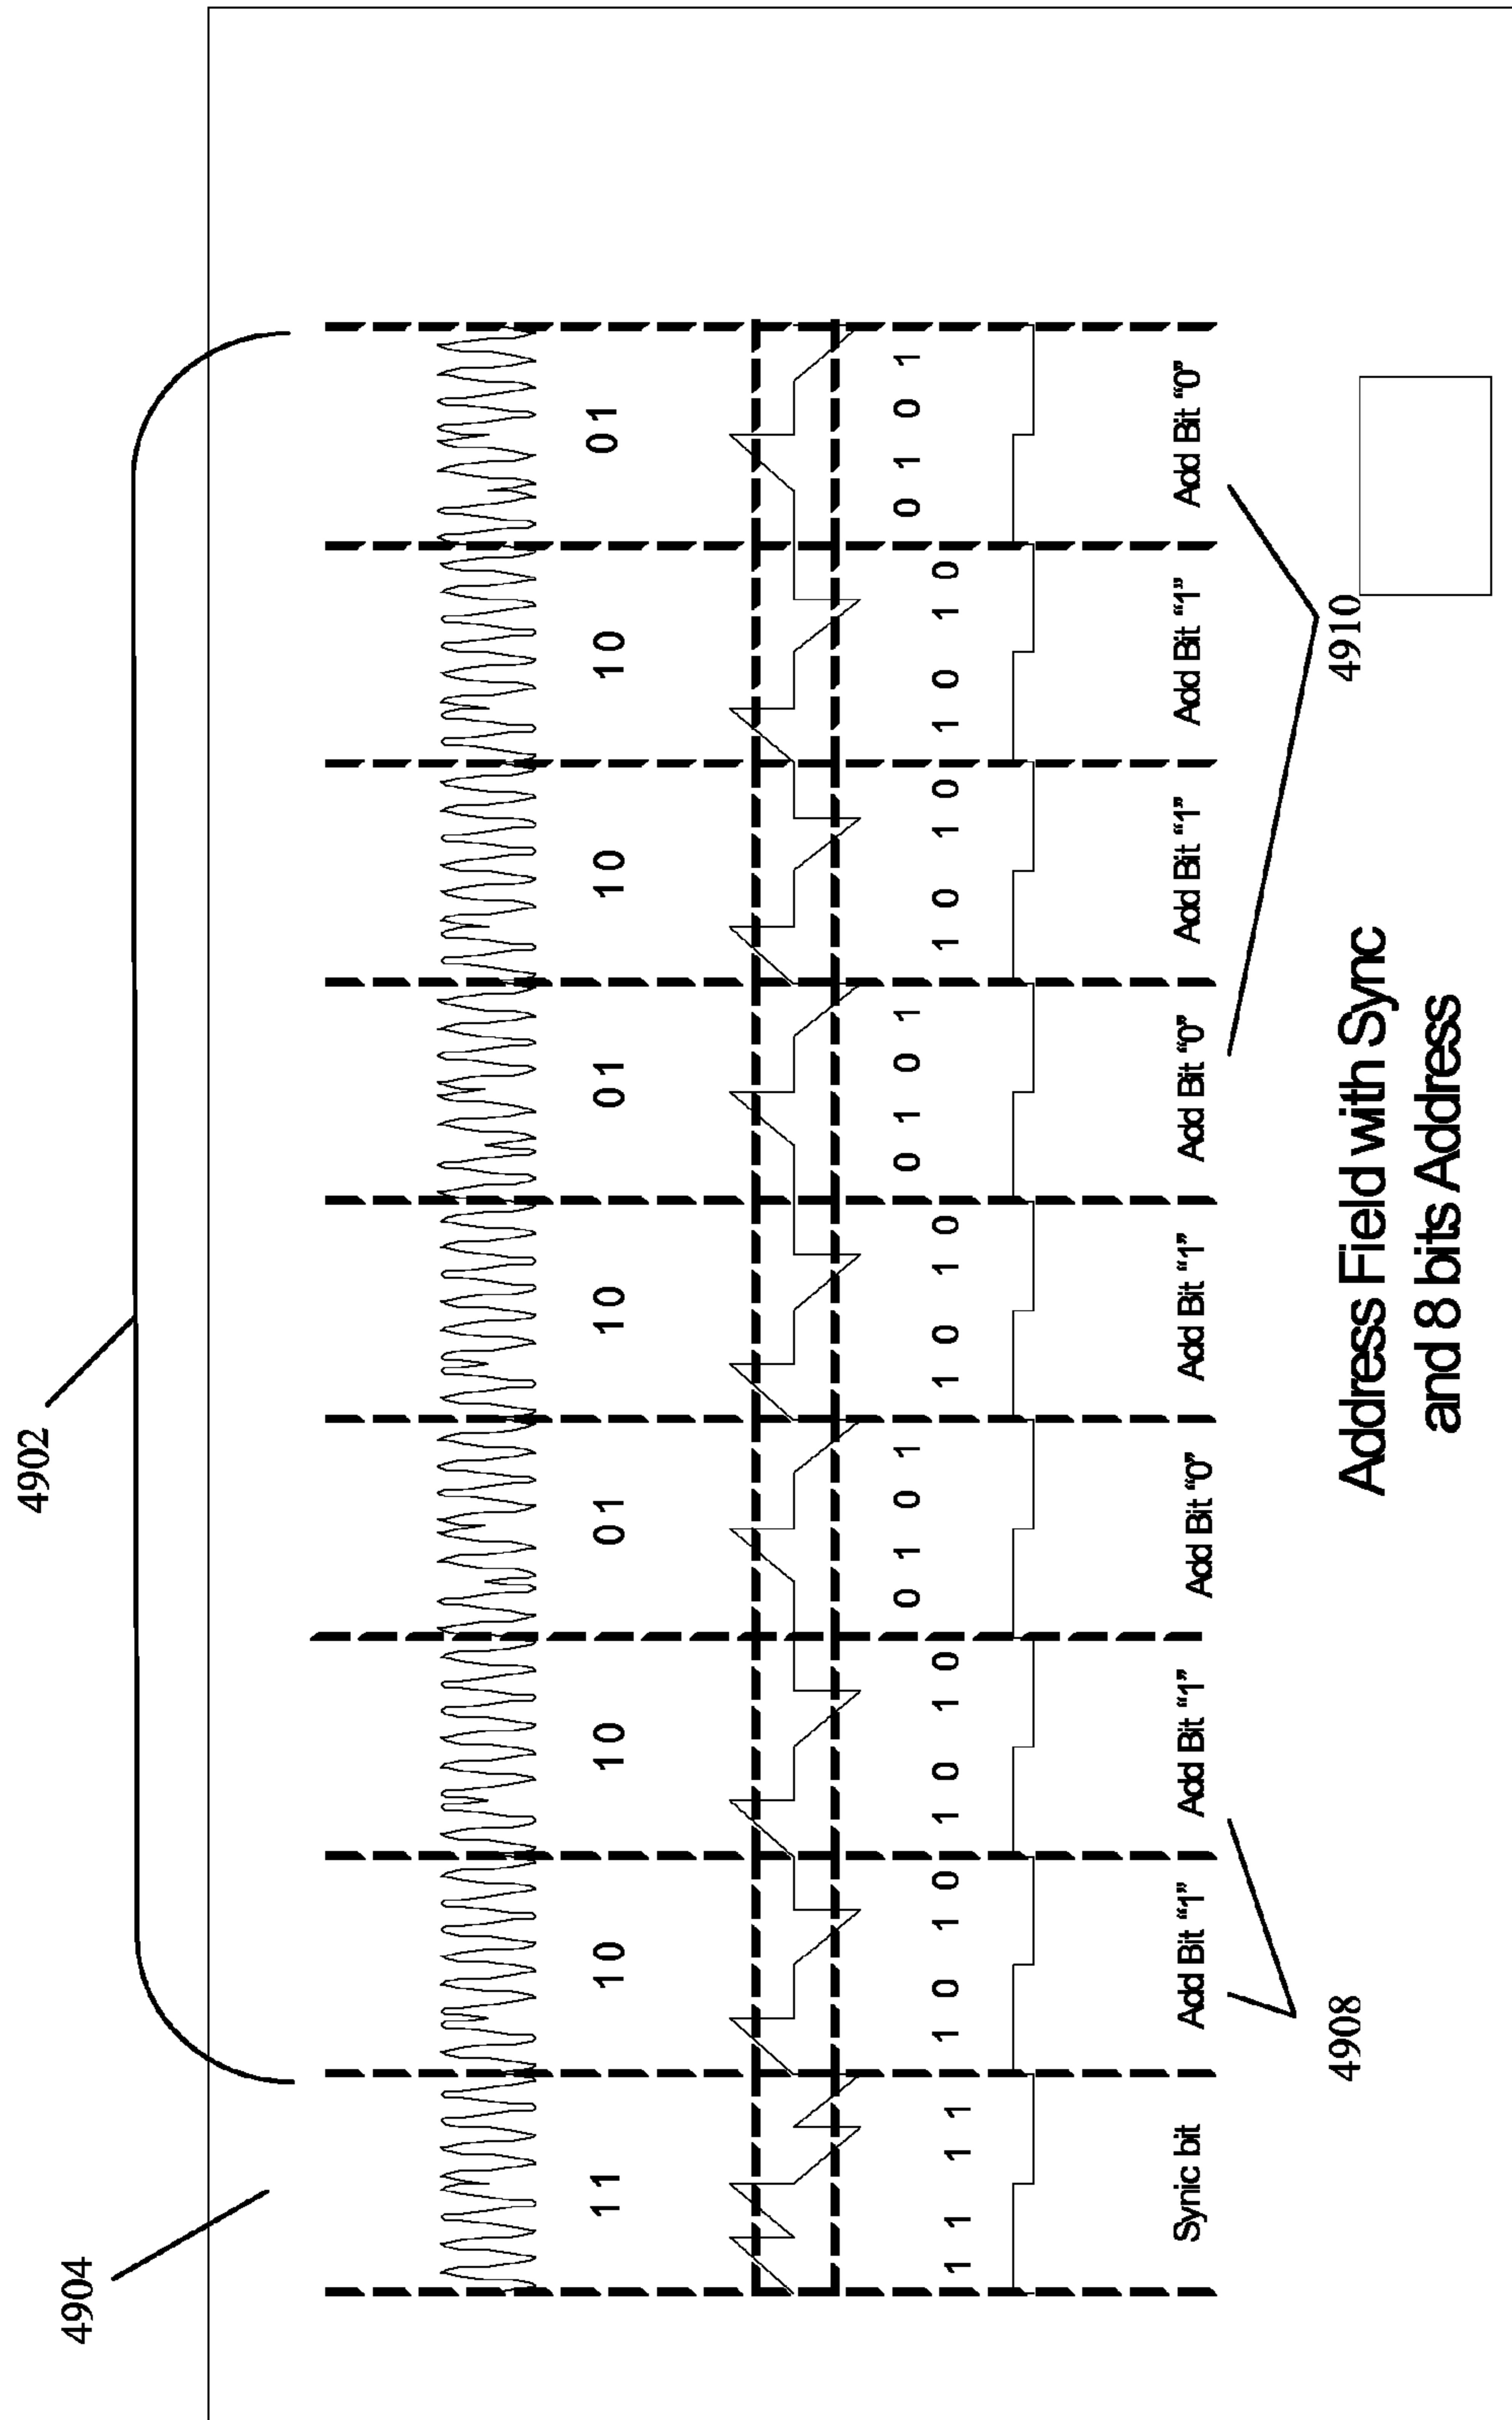 4902
4904
11 10 10 01 10 01 10 10 01
1 1 1 1 1 0 1 0 1 0 1 0 0 1 0 1 1 0 1 0 0 1 0 1 1 0 1 0 1 0 1 0 0 1 0 1
Synic bit Add Bit “1” Add Bit “1” Add Bit “0” Add Bit “1” Add Bit “0” Add Bit “1” Add Bit “1” Add Bit “0”
4908 4910
Address Field with Sync
and 8 bits Address